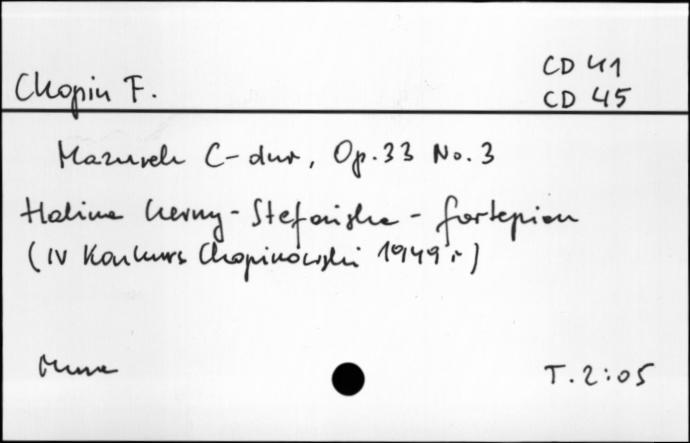 CD 41
Chopin F. CD 45
Mazurek C-dur, Op.33 No.3
Halina Czerny-Stefańska - fortepian
(IV Konkurs Chopinowski 1949 r.)
T. 2:05